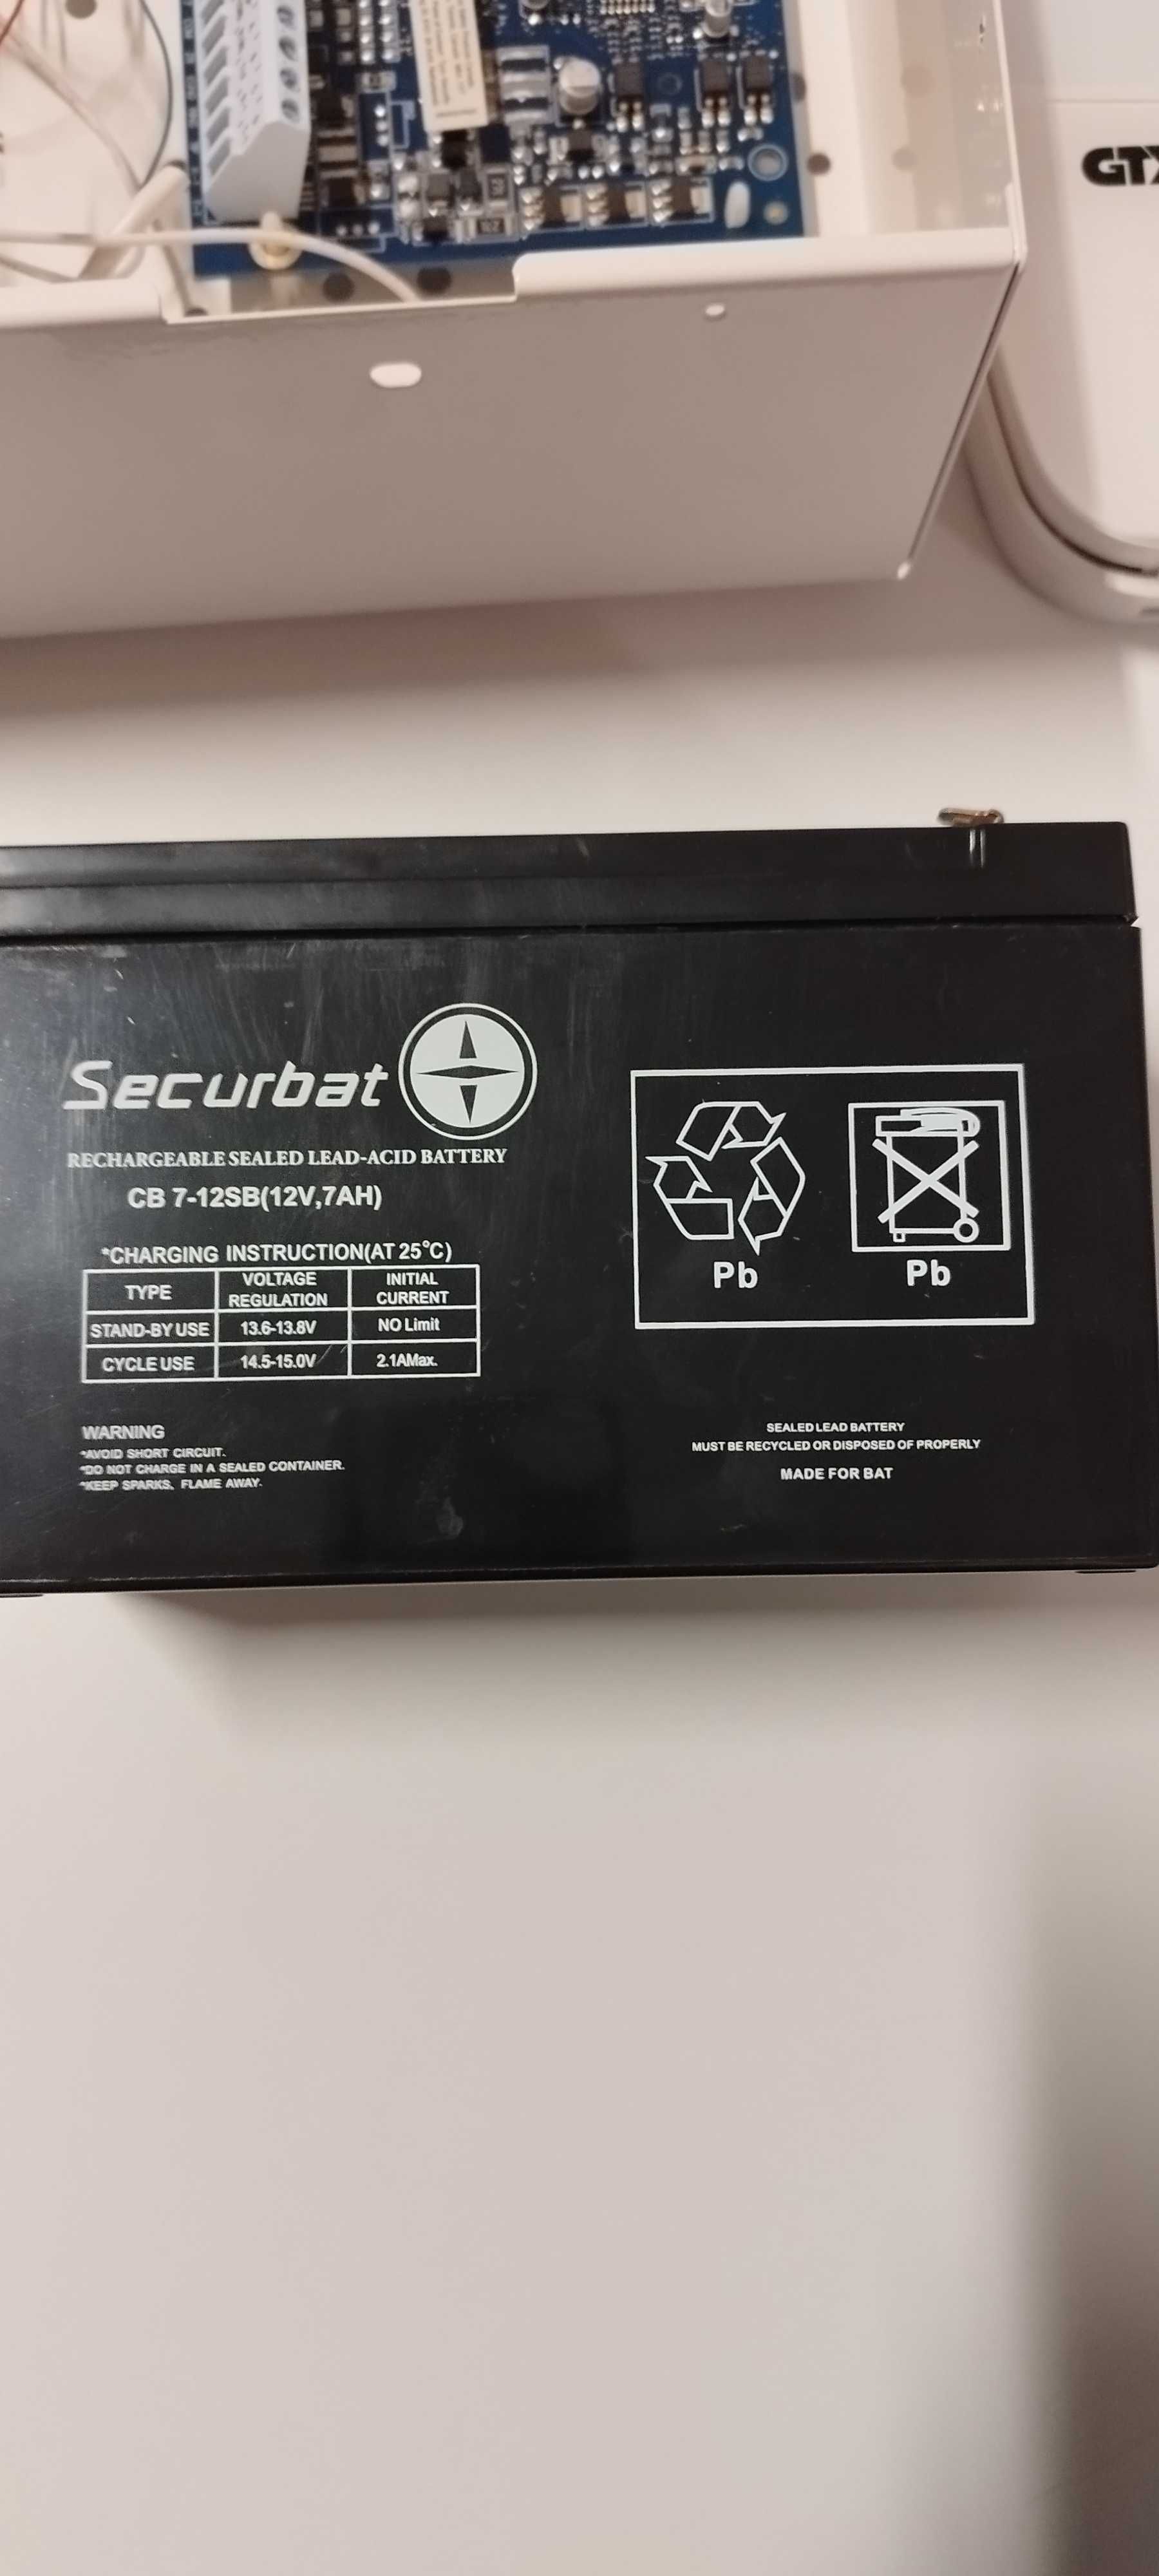 GTX
Securbat
RECHARGEABLE SEALED LEAD-ACID BATTERY
CB 7-12SB(12V,7AH)
*CHARGING INSTRUCTION(AT 25°C)
TYPE VOLTAGE REGULATION INITIAL CURRENT
STAND-BY USE 13.6-13.8V NO Limit
CYCLE USE 14.5-15.0V 2.1AMax.
WARNING
*AVOID SHORT CIRCUIT.
*DO NOT CHARGE IN A SEALED CONTAINER.
*KEEP SPARKS, FLAME AWAY.
Pb Pb
SEALED LEAD BATTERY
MUST BE RECYCLED OR DISPOSED OF PROPERLY
MADE FOR BAT